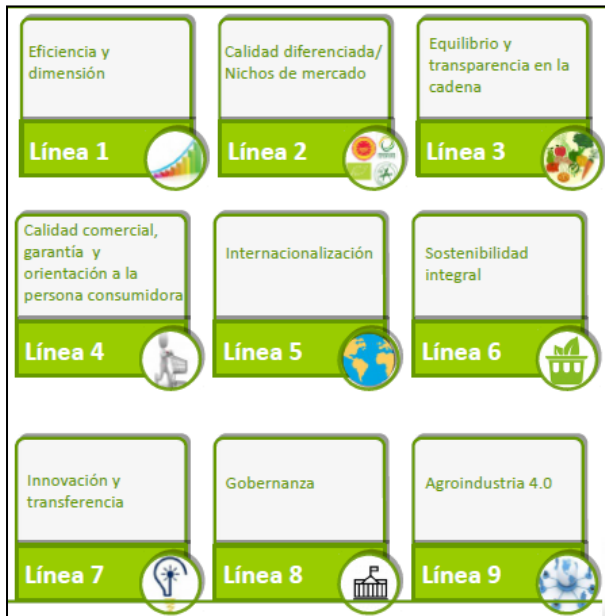 Eficiencia y
dimensión
Línea 1
Calidad diferenciada/
Nichos de mercado
Línea 2
Equilibrio y
transparencia en la
cadena
Línea 3
Calidad comercial,
garantía y
orientación a la
persona consumidora
Línea 4
Internacionalización
Línea 5
Sostenibilidad
integral
Línea 6
Innovación y
transferencia
Línea 7
Gobernanza
Línea 8
Agroindustria 4.0
Línea 9